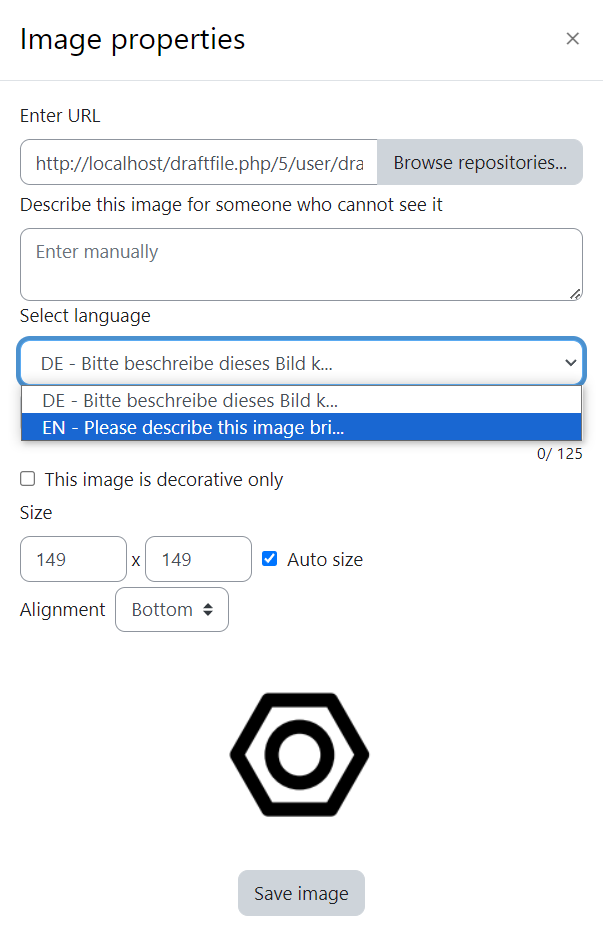 Image properties ×
Enter URL
http://localhost/draftfile.php/5/user/dra Browse repositories...
Describe this image for someone who cannot see it
Enter manually
Select language
DE - Bitte beschreibe dieses Bild k...
DE - Bitte beschreibe dieses Bild k...
EN - Please describe this image bri...
0/ 125
This image is decorative only
Size
149 x 149 Auto size
Alignment Bottom
Save image